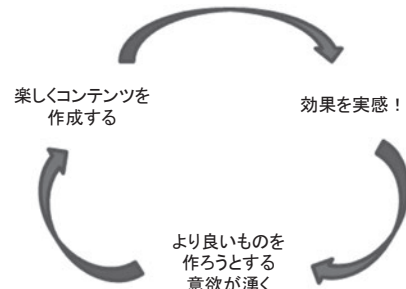 楽しくコンテンツを
作成する
効果を実感！
より良いものを
作ろうとする
意欲が湧く